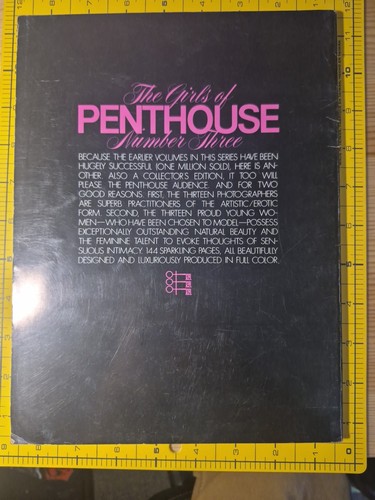 The Girls of
PENTHOUSE
Number Three
BECAUSE THE EARLIER VOLUMES IN THIS SERIES HAVE BEEN
HUGELY SUCCESSFUL (ONE MILLION SOLD), HERE IS AN-
OTHER. ALSO A COLLECTOR'S EDITION, IT TOO WILL
PLEASE THE PENTHOUSE AUDIENCE. AND FOR TWO
GOOD REASONS: FIRST, THE THIRTEEN PHOTOGRAPHERS
ARE SUPERB PRACTITIONERS OF THE ARTISTIC/EROTIC
FORM. SECOND, THE THIRTEEN PROUD YOUNG WO-
MEN—WHO HAVE BEEN CHOSEN TO MODEL—POSSESS
EXCEPTIONALLY OUTSTANDING NATURAL BEAUTY AND
THE FEMININE TALENT TO EVOKE THOUGHTS OF SEN-
SUOUS INTIMACY. 144 SPARKLING PAGES, ALL BEAUTIFULLY
DESIGNED AND LUXURIOUSLY PRODUCED IN FULL COLOR.